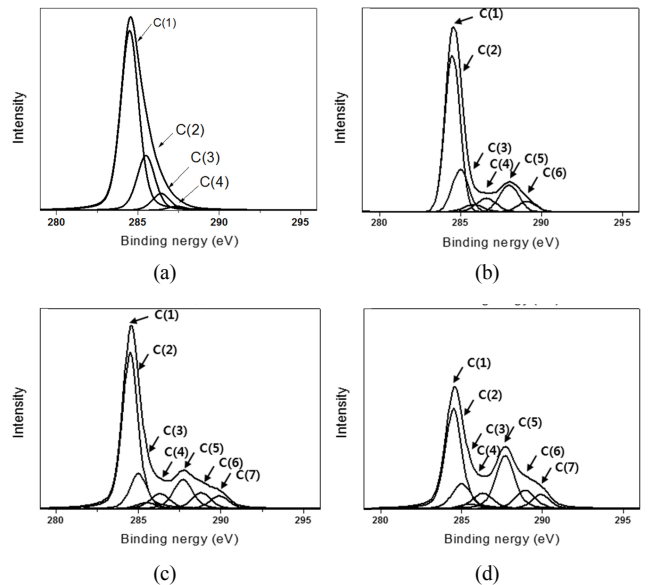 C(1)
C(2)
C(3)
C(4)
Intensity
280 285 290 295
Binding nergy (eV)
(a)
C(1)
C(2)
C(3)
C(4)
C(5)
C(6)
Intensity
280 285 290 295
Binding nergy (eV)
(b)
C(1)
C(2)
C(3)
C(4)
C(5)
C(6)
C(7)
Intensity
280 285 290 295
Binding nergy (eV)
(c)
C(1)
C(2)
C(3)
C(4)
C(5)
C(6)
C(7)
Intensity
280 285 290 295
Binding nergy (eV)
(d)